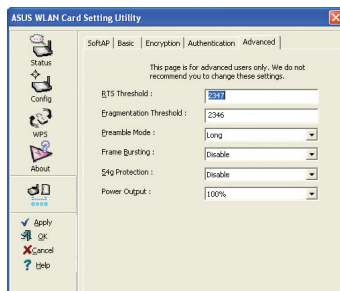 ASUS WLAN Card Setting Utility
SoftAP Basic Encryption Authentication Advanced
This page is for advanced users only. We do not
recommend you to change these settings.
Status
Config
WPS
About
RTS Threshold : 2347
Fragmentation Threshold : 2346
Preamble Mode : Long
Frame Bursting : Disable
54g Protection : Disable
Power Output : 100%
Apply
OK
Cancel
Help